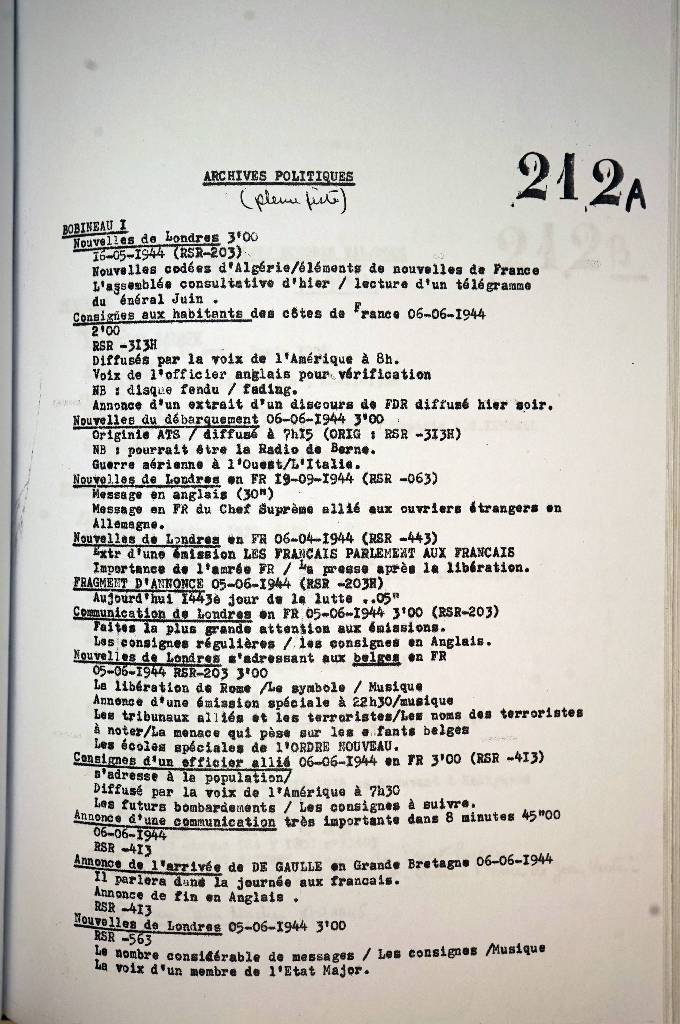 212A
ARCHIVES POLITIQUES
(pleine piste)
BOBINEAU I
Nouvelles de Londres 3'00
16-05-1944 (RSR-203)
Nouvelles codées d'Algérie/éléments de nouvelles de France
L'assemblée consultative d'hier / lecture d'un télégramme
du énéral Juin .
Consignes aux habitants des côtes de France 06-06-1944
2'00
RSR -313H
Diffusés par la voix de l'Amérique à 8h.
Voix de l'officier anglais pour vérification
NB : disque fendu / fading.
Annonce d'un extrait d'un discours de FDR diffusé hier soir.
Nouvelles du débarquement 06-06-1944 3'00
Originie ATS / diffusé à 7h15 (ORIG : RSR -313H)
NB : pourrait être la Radio de Berne.
Guerre aérienne à l'Ouest/L'Italie.
Nouvelles de Londres en FR 19-09-1944 (RSR -063)
Message en anglais (30")
Message en FR du Chef Suprème allié aux ouvriers étrangers en
Allemagne.
Nouvelles de Londres en FR 06-04-1944 (RSR -443)
Extr d'une émission LES FRANCAIS PARLEMENT AUX FRANCAIS
Importance de l'amrée FR / La presse après la libération.
FRAGMENT D'ANNONCE 05-06-1944 (RSR -203H)
Aujourd'hui 1443è jour de la lutte ..05"
Communication de Londres en FR 05-06-1944 3'00 (RSR-203)
Faites la plus grande attention aux émissions.
Les consignes régulières / les consignes en Anglais.
Nouvelles de Londres s'adressant aux belges en FR
05-06-1944 RSR-203 3'00
La libération de Rome /Le symbole / Musique
Annonce d'une émission spéciale à 22h30/musique
Les tribunaux alliés et les terroristes/Les noms des terroristes
à noter/La menace qui pèse sur les enfants belges
Les écoles spéciales de l'ORDRE NOUVEAU.
Consignes d'un officier allié 06-06-1944 en FR 3'00 (RSR -413)
s'adresse à la population/
Diffusé par la voix de l'Amérique à 7h30
Les futurs bombardements / Les consignes à suivre.
Annonce d'une communication très importante dans 8 minutes 45"00
06-06-1944
RSR -413
Annonce de l'arrivée de DE GAULLE en Grande Bretagne 06-06-1944
Il parlera dans la journée aux francais.
Annonce de fin en Anglais .
RSR -413
Nouvelles de Londres 05-06-1944 3'00
RSR -563
Le nombre considérable de messages / Les consignes /Musique
La voix d'un membre de l'Etat Major.